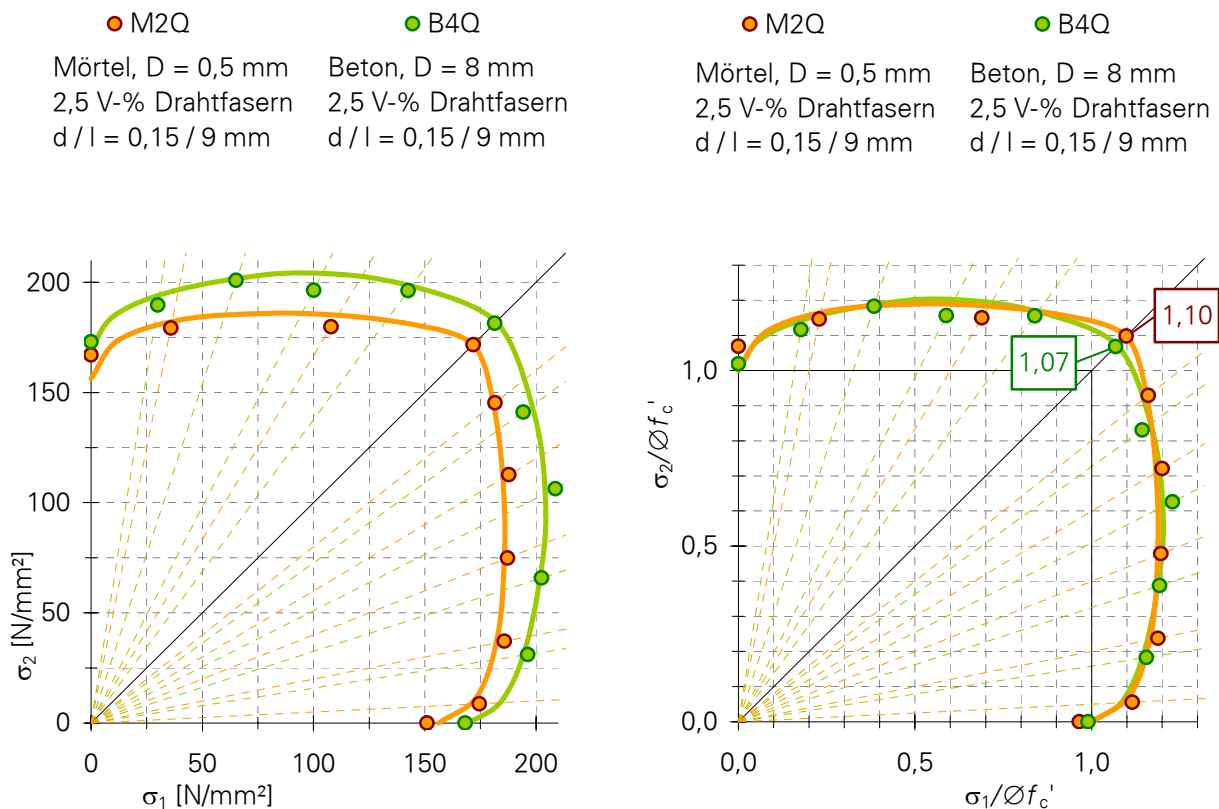 M2Q
Mörtel, D = 0,5 mm
2,5 V-% Drahtfasern
d / l = 0,15 / 9 mm
B4Q
Beton, D = 8 mm
2,5 V-% Drahtfasern
d / l = 0,15 / 9 mm
200
150
100
50
0
σ₂ [N/mm²]
0 50 100 150 200
σ₁ [N/mm²]
M2Q
Mörtel, D = 0,5 mm
2,5 V-% Drahtfasern
d / l = 0,15 / 9 mm
B4Q
Beton, D = 8 mm
2,5 V-% Drahtfasern
d / l = 0,15 / 9 mm
1,10
1,07
1,0
0,5
0,0
σ₂/∅f_c'
0,0 0,5 1,0
σ₁/∅f_c'